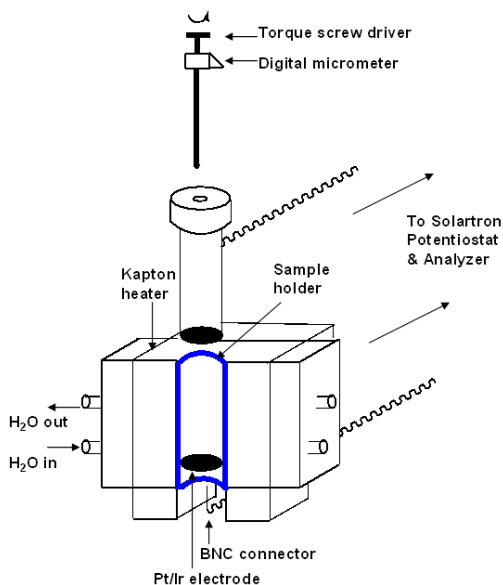 Torque screw driver
Digital micrometer
To Solartron
Potentiostat
& Analyzer
Kapton
heater
Sample
holder
H₂O out
H₂O in
BNC connector
Pt/Ir electrode